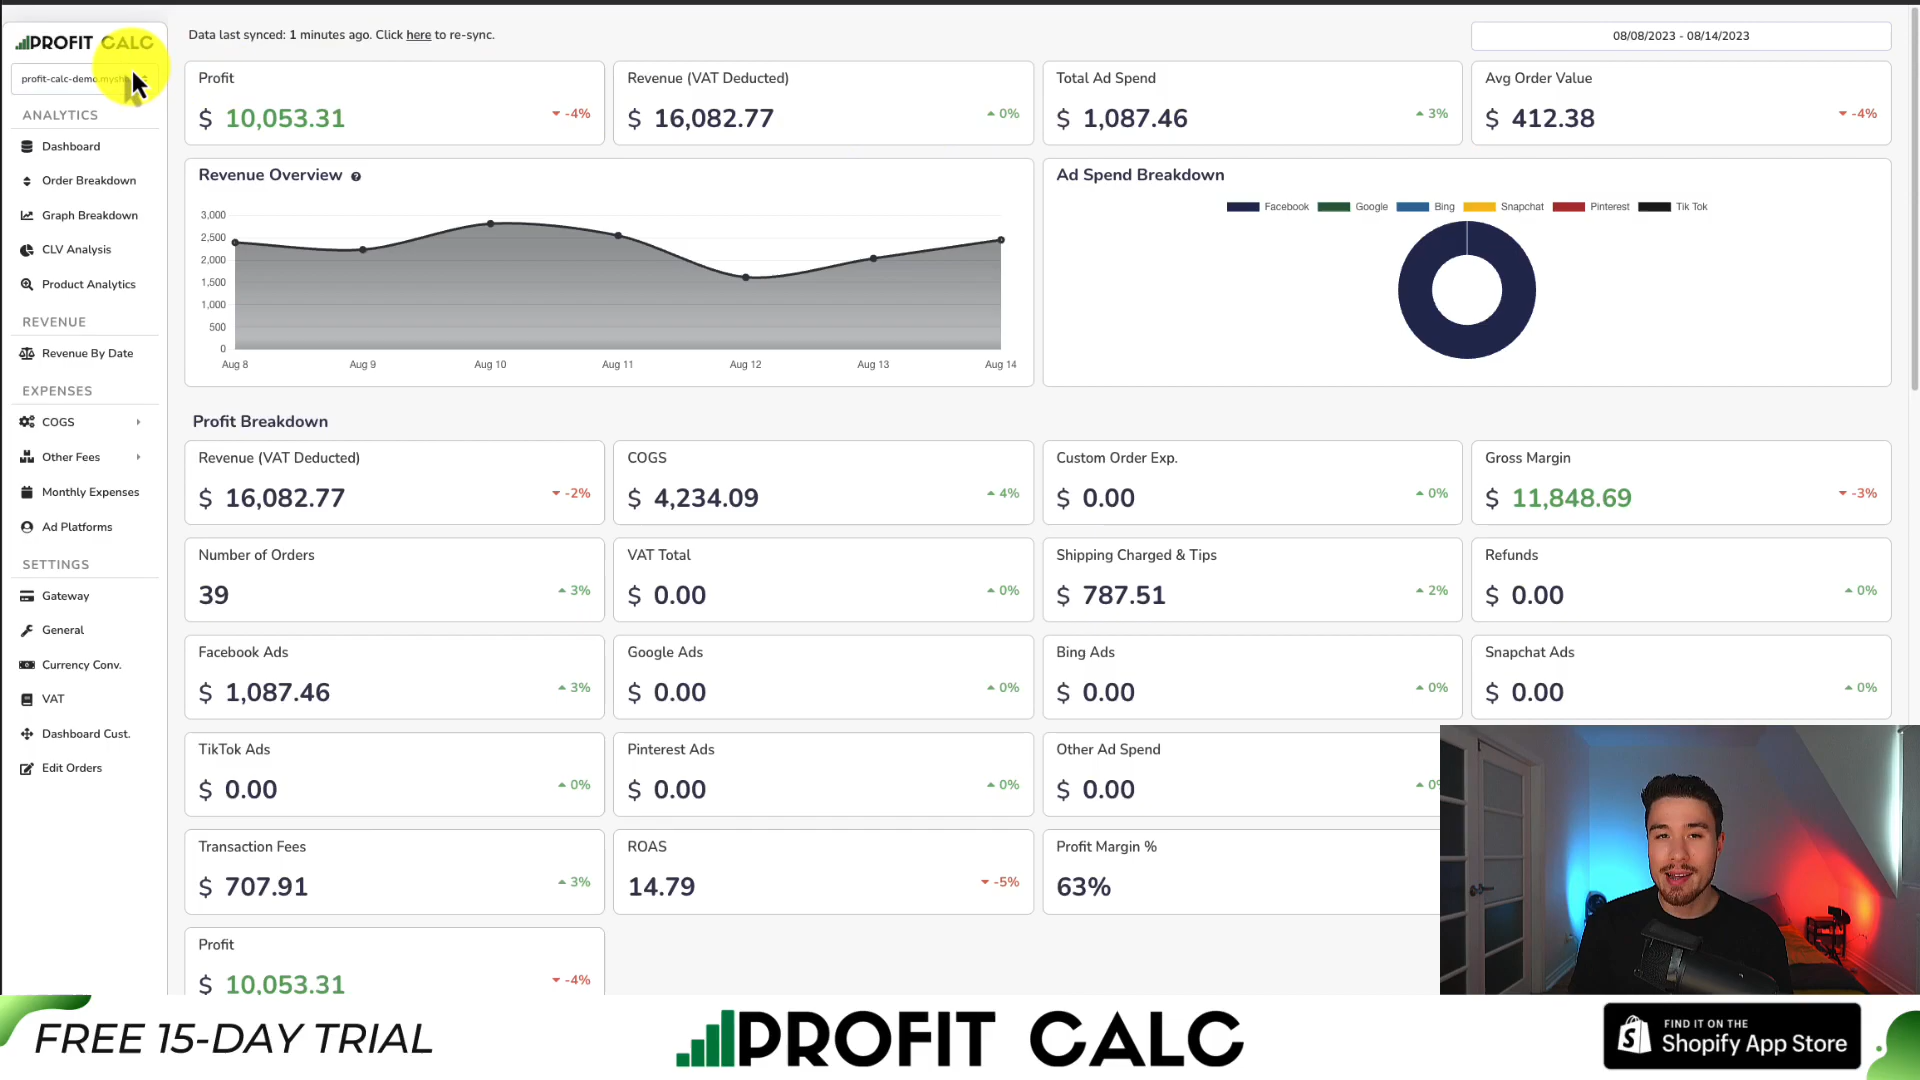 PROFIT CALC
profit-calc-demo.mysh
ANALYTICS
Dashboard
Order Breakdown
Graph Breakdown
CLV Analysis
Product Analytics
REVENUE
Revenue By Date
EXPENSES
COGS
Other Fees
Monthly Expenses
Ad Platforms
SETTINGS
Gateway
General
Currency Conv.
VAT
Dashboard Cust.
Edit Orders
Data last synced: 1 minutes ago. Click here to re-sync.
08/08/2023 - 08/14/2023
Profit
$ 10,053.31
-4%
Revenue (VAT Deducted)
$ 16,082.77
0%
Total Ad Spend
$ 1,087.46
3%
Avg Order Value
$ 412.38
-4%
Revenue Overview ?
3,000
2,500
2,000
1,500
1,000
500
0
Aug 8
Aug 9
Aug 10
Aug 11
Aug 12
Aug 13
Aug 14
Ad Spend Breakdown
Facebook
Google
Bing
Snapchat
Pinterest
Tik Tok
Profit Breakdown
Revenue (VAT Deducted)
$ 16,082.77
-2%
COGS
$ 4,234.09
4%
Custom Order Exp.
$ 0.00
0%
Gross Margin
$ 11,848.69
-3%
Number of Orders
39
3%
VAT Total
$ 0.00
0%
Shipping Charged & Tips
$ 787.51
2%
Refunds
$ 0.00
0%
Facebook Ads
$ 1,087.46
3%
Google Ads
$ 0.00
0%
Bing Ads
$ 0.00
0%
Snapchat Ads
$ 0.00
0%
TikTok Ads
$ 0.00
0%
Pinterest Ads
$ 0.00
0%
Other Ad Spend
$ 0.00
Transaction Fees
$ 707.91
3%
ROAS
14.79
-5%
Profit Margin %
63%
Profit
$ 10,053.31
-4%
FREE 15-DAY TRIAL
PROFIT CALC
FIND IT ON THE
Shopify App Store